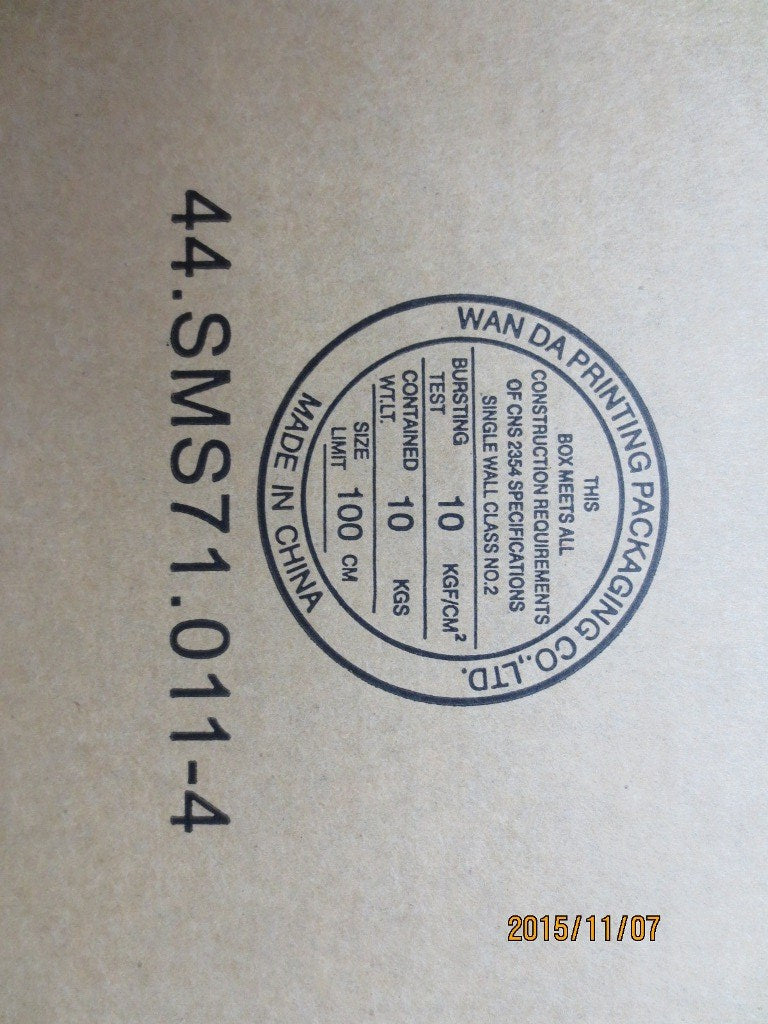 WAN DA PRINTING PACKAGING CO.,LTD.
THIS
BOX MEETS ALL
CONSTRUCTION REQUIREMENTS
OF CNS 2354 SPECIFICATIONS
SINGLE WALL CLASS NO.2
BURSTING TEST 10 KGF/CM²
CONTAINED WT.LT. 10 KGS
SIZE LIMIT 100 CM
MADE IN CHINA
44.SMS71.011-4
2015/11/07